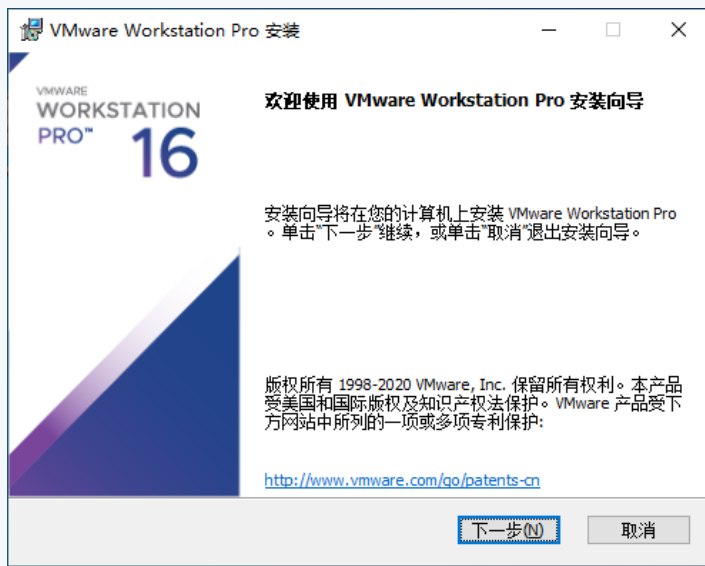 VMware Workstation Pro 安装
VMWARE
WORKSTATION
PRO™
16
欢迎使用 VMware Workstation Pro 安装向导
安装向导将在您的计算机上安装 VMware Workstation Pro
。单击“下一步”继续，或单击“取消”退出安装向导。
版权所有 1998-2020 VMware, Inc. 保留所有权利。本产品
受美国和国际版权及知识产权法保护。VMware 产品受下
方网站中所列的一项或多项专利保护:
http://www.vmware.com/go/patents-cn
下一步(N)
取消